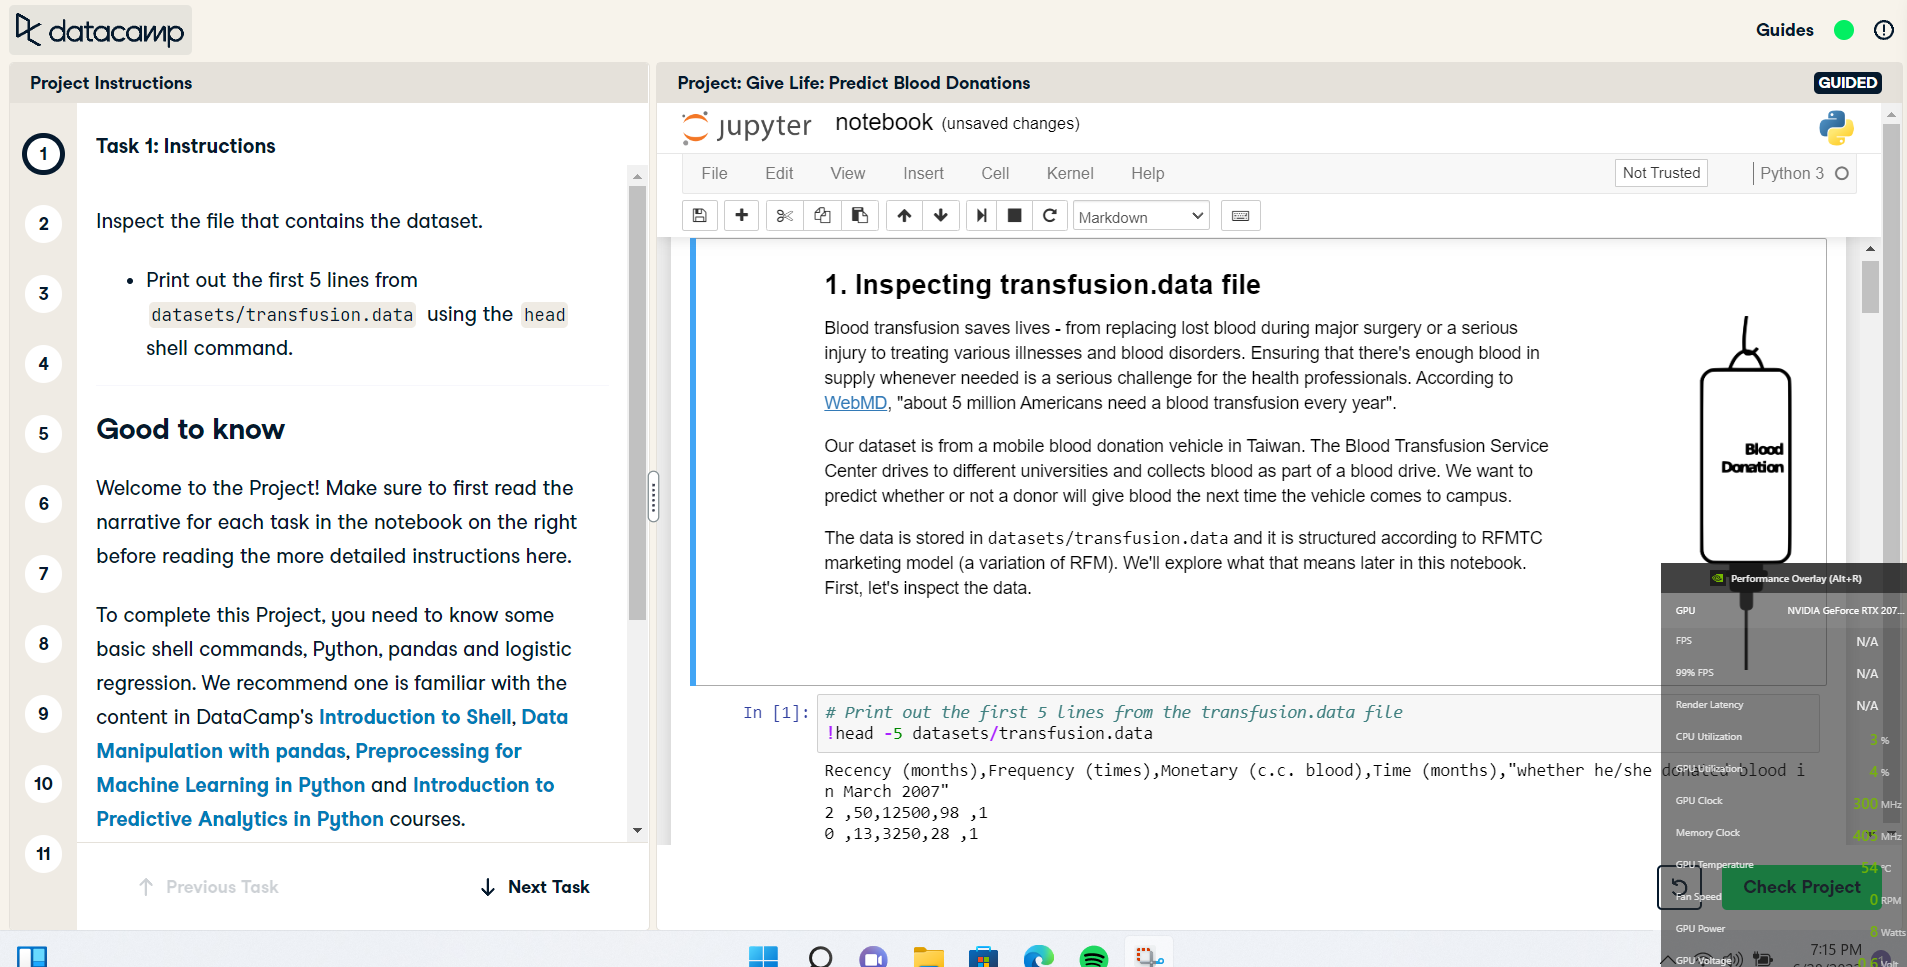 datacamp
Guides
Project Instructions
Project: Give Life: Predict Blood Donations
GUIDED
1
2
3
4
5
6
7
8
9
10
11
Task 1: Instructions
Inspect the file that contains the dataset.
• Print out the first 5 lines from
datasets/transfusion.data using the head
shell command.
Good to know
Welcome to the Project! Make sure to first read the
narrative for each task in the notebook on the right
before reading the more detailed instructions here.
To complete this Project, you need to know some
basic shell commands, Python, pandas and logistic
regression. We recommend one is familiar with the
content in DataCamp's Introduction to Shell, Data
Manipulation with pandas, Preprocessing for
Machine Learning in Python and Introduction to
Predictive Analytics in Python courses.
Previous Task
Next Task
jupyter notebook (unsaved changes)
File Edit View Insert Cell Kernel Help
Not Trusted
Python 3
Markdown
1. Inspecting transfusion.data file
Blood transfusion saves lives - from replacing lost blood during major surgery or a serious
injury to treating various illnesses and blood disorders. Ensuring that there's enough blood in
supply whenever needed is a serious challenge for the health professionals. According to
WebMD, "about 5 million Americans need a blood transfusion every year".
Our dataset is from a mobile blood donation vehicle in Taiwan. The Blood Transfusion Service
Center drives to different universities and collects blood as part of a blood drive. We want to
predict whether or not a donor will give blood the next time the vehicle comes to campus.
The data is stored in datasets/transfusion.data and it is structured according to RFMTC
marketing model (a variation of RFM). We'll explore what that means later in this notebook.
First, let's inspect the data.
Blood
Donation
In [1]:
# Print out the first 5 lines from the transfusion.data file
!head -5 datasets/transfusion.data
Recency (months),Frequency (times),Monetary (c.c. blood),Time (months),"whether he/she donated blood i
n March 2007"
2 ,50,12500,98 ,1
0 ,13,3250,28 ,1
Check Project
Performance Overlay (Alt+R)
GPU NVIDIA GeForce RTX 207...
FPS N/A
99% FPS N/A
Render Latency N/A
CPU Utilization 3 %
GPU Utilization 4 %
GPU Clock 300 MHz
Memory Clock 405 MHz
GPU Temperature 54 °C
Fan Speed 0 RPM
GPU Power 8 Watts
GPU Voltage
7:15 PM